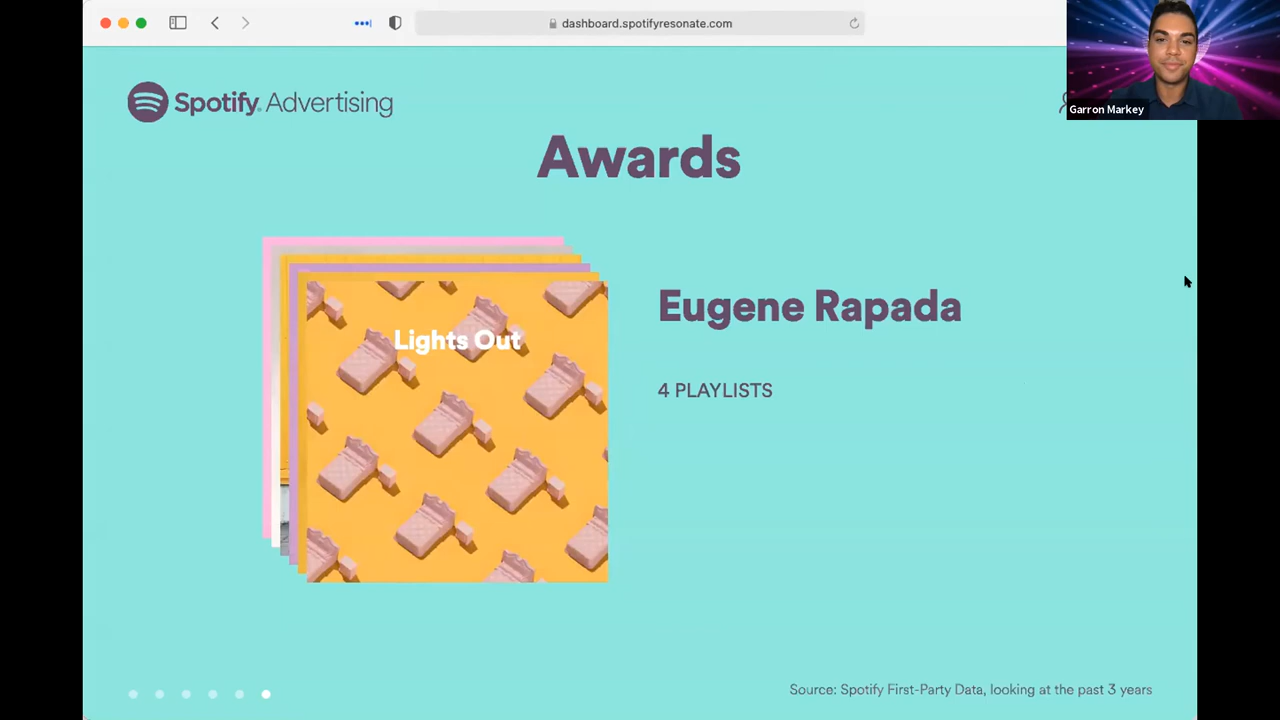 dashboard.spotifyresonate.com
Garron Markey
Spotify Advertising
Awards
Lights Out
Eugene Rapada
4 PLAYLISTS
Source: Spotify First-Party Data, looking at the past 3 years